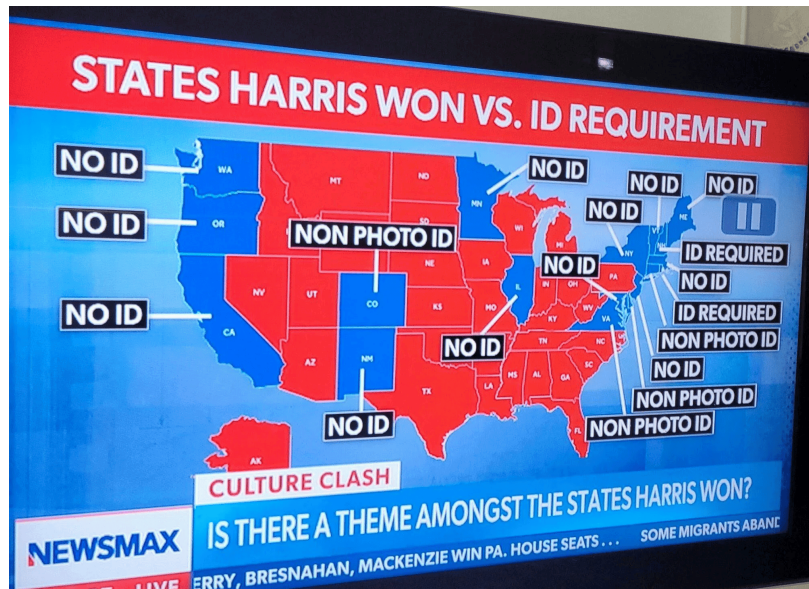 STATES HARRIS WON VS. ID REQUIREMENT
NO ID
WA
NO ID
OR
NO ID
CA
NON PHOTO ID
CO
NO ID
NM
NO ID
MN
NO ID
IL
NO ID
NO ID
NO ID
NO ID
ID REQUIRED
NO ID
ID REQUIRED
NON PHOTO ID
NO ID
NON PHOTO ID
NON PHOTO ID
MT
ND
SD
NE
KS
NV
UT
AZ
TX
IA
MO
WI
MI
IN
OH
KY
WV
PA
NY
VT
NH
ME
VA
TN
NC
SC
GA
AL
MS
LA
FL
AK
CULTURE CLASH
IS THERE A THEME AMONGST THE STATES HARRIS WON?
NEWSMAX
LIVE
ERRY, BRESNAHAN, MACKENZIE WIN PA. HOUSE SEATS . . . SOME MIGRANTS ABAND